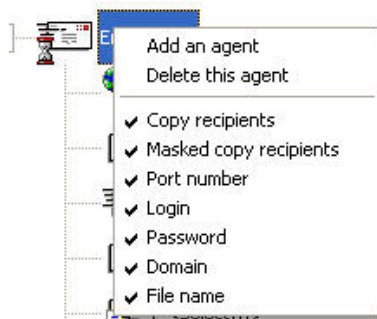 Add an agent
Delete this agent
Copy recipients
Masked copy recipients
Port number
Login
Password
Domain
File name